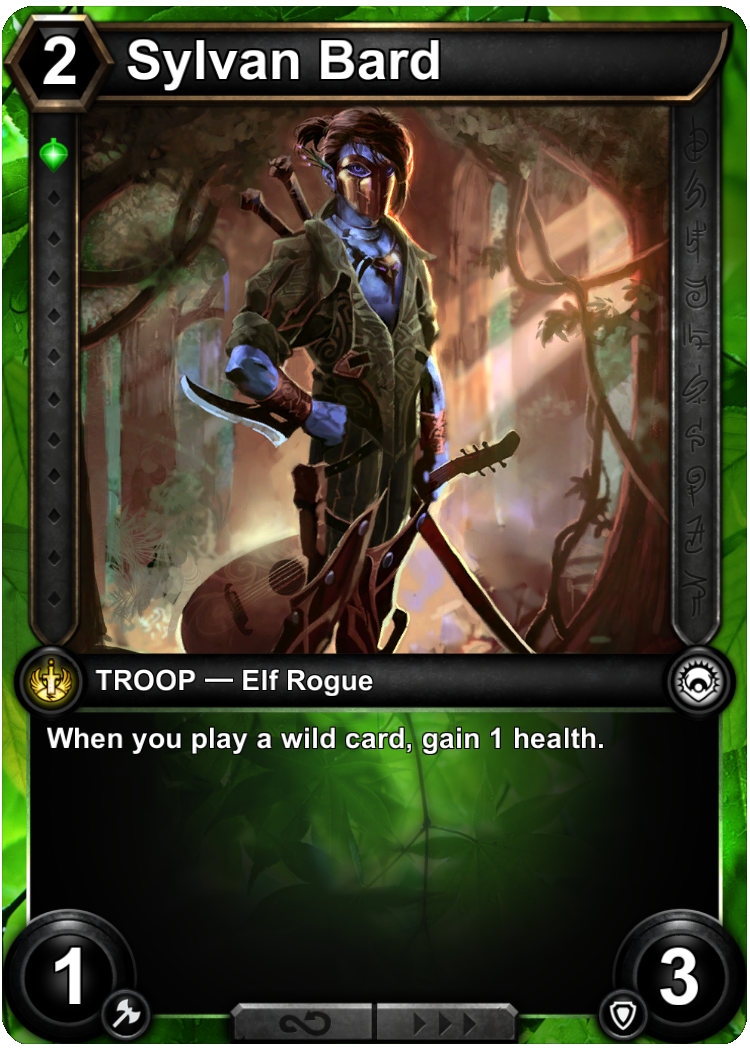 2
Sylvan Bard
TROOP — Elf Rogue
When you play a wild card, gain 1 health.
1
3